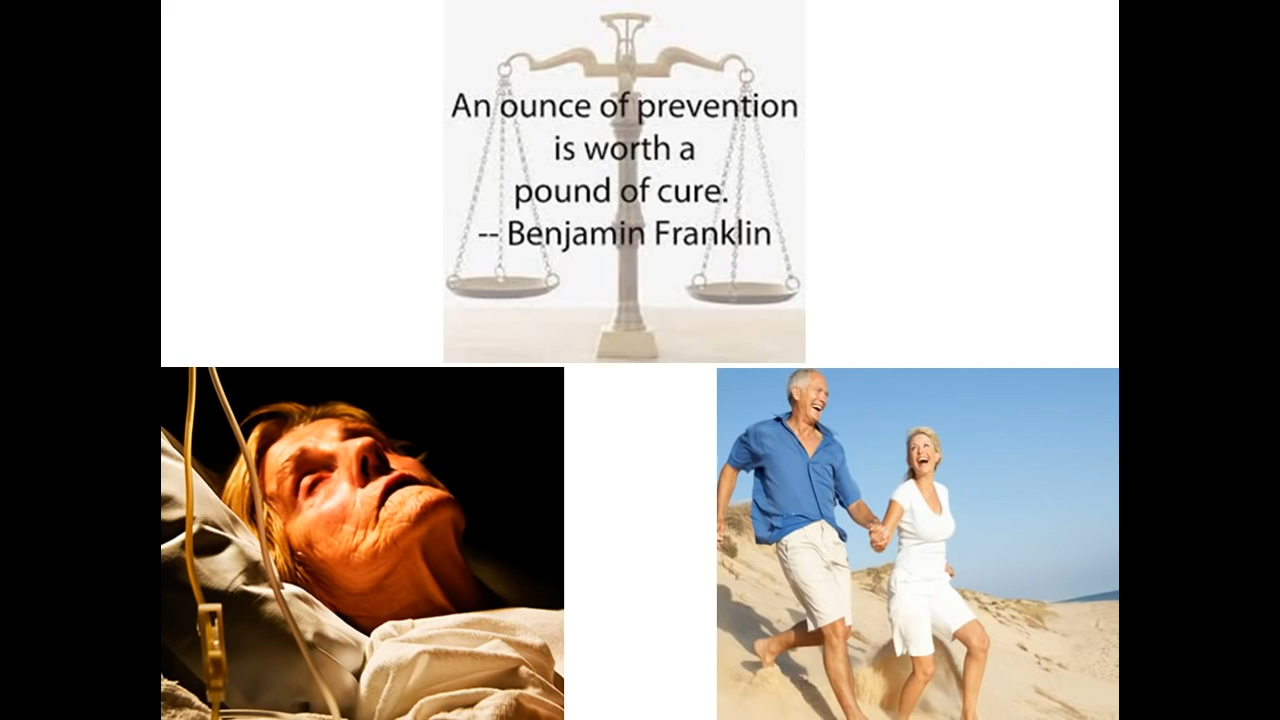 An ounce of prevention
is worth a
pound of cure.
-- Benjamin Franklin